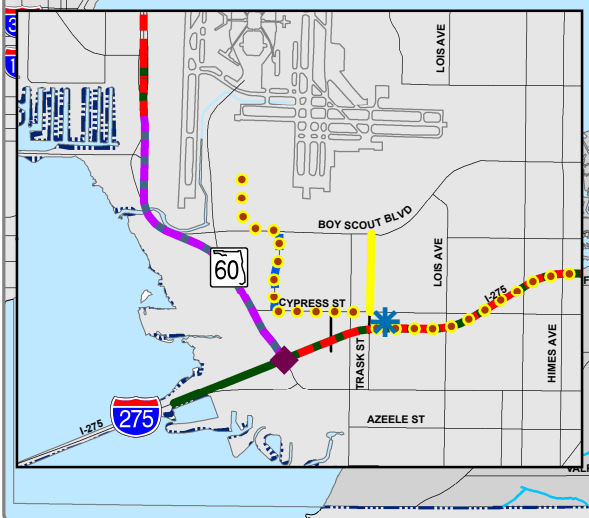 LOIS AVE
BOY SCOUT BLVD
LOIS AVE
60
CYPRESS ST
I-275
TRASK ST
HIMES AVE
275
I-275
AZEELE ST